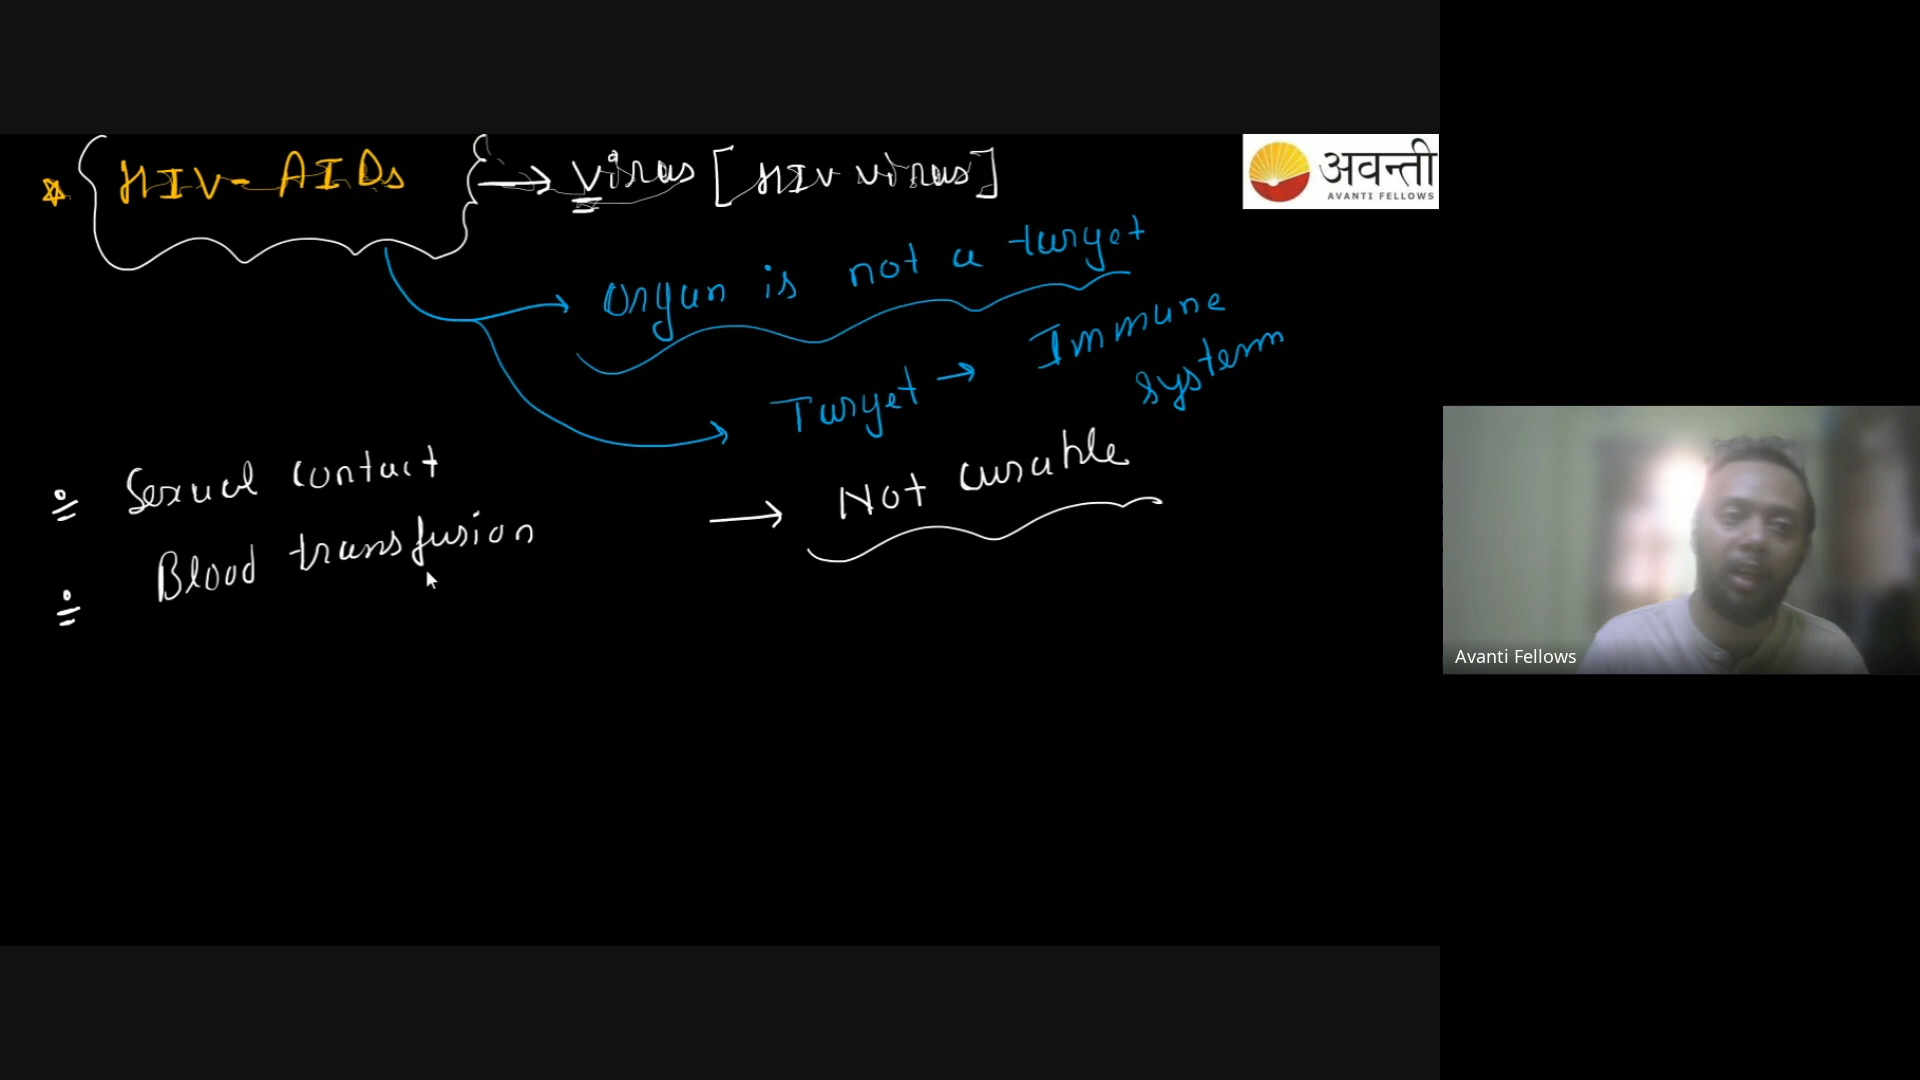 HIV-AIDs → Virus [HIV virus]
अवन्ती
AVANTI FELLOWS
Organ is not a target
Target → Immune
system
Sexual contact
→ Not curable
Blood transfusion
Avanti Fellows